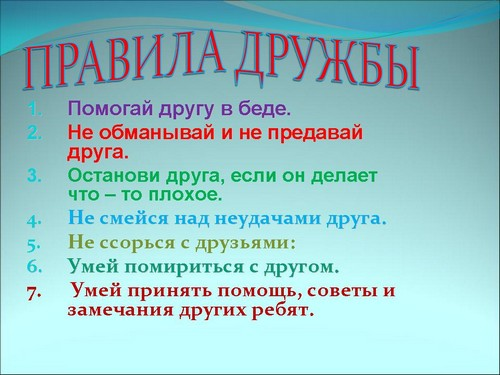 ПРАВИЛА ДРУЖБЫ
1. Помогай другу в беде.
2. Не обманывай и не предавай
друга.
3. Останови друга, если он делает
что – то плохое.
4. Не смейся над неудачами друга.
5. Не ссорься с друзьями:
6. Умей помириться с другом.
7. Умей принять помощь, советы и
замечания других ребят.